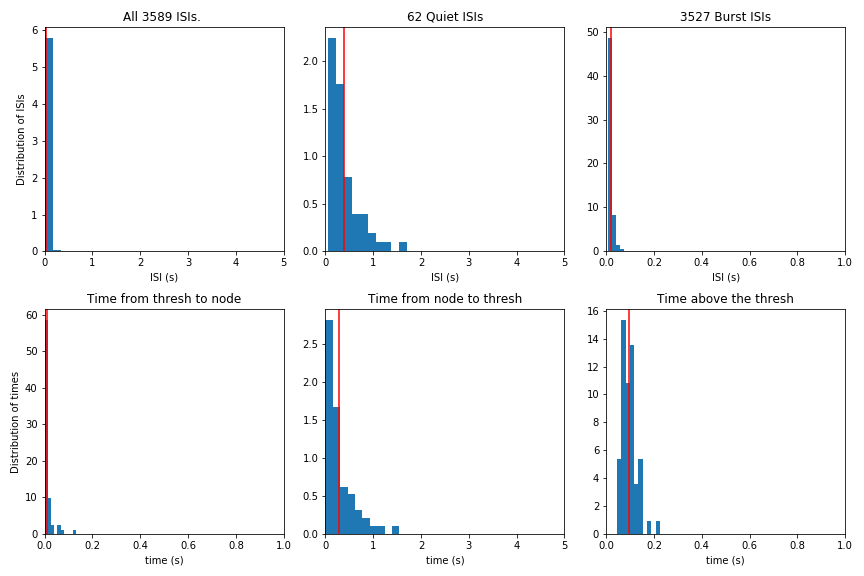 All 3589 ISIs.
62 Quiet ISIs
3527 Burst ISIs
Distribution of ISIs
6
5
4
3
2
1
0
2.0
1.5
1.0
0.5
0.0
50
40
30
20
10
0
0 1 2 3 4 5
0 1 2 3 4 5
0.0 0.2 0.4 0.6 0.8 1.0
ISI (s)
ISI (s)
ISI (s)
Time from thresh to node
Time from node to thresh
Time above the thresh
Distribution of times
60
50
40
30
20
10
0
2.5
2.0
1.5
1.0
0.5
0.0
16
14
12
10
8
6
4
2
0
0.0 0.2 0.4 0.6 0.8 1.0
0 1 2 3 4 5
0.0 0.2 0.4 0.6 0.8 1.0
time (s)
time (s)
time (s)